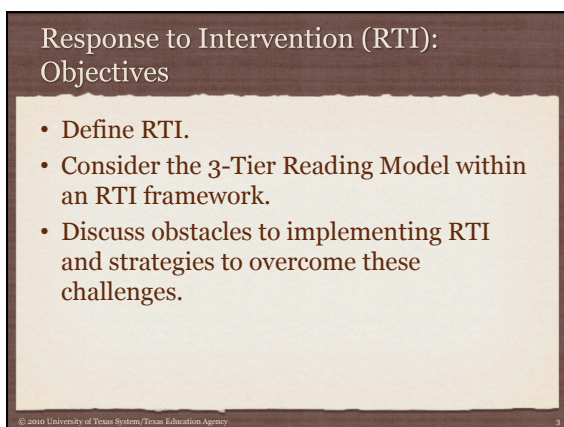 Response to Intervention (RTI):
Objectives
• Define RTI.
• Consider the 3-Tier Reading Model within
an RTI framework.
• Discuss obstacles to implementing RTI
and strategies to overcome these
challenges.
© 2010 University of Texas System/Texas Education Agency
3